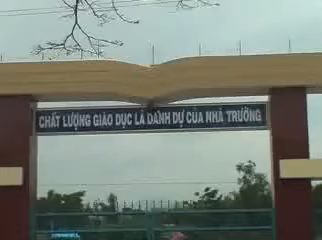 CHẤT LƯỢNG GIÁO DỤC LÀ DANH DỰ CỦA NHÀ TRƯỜNG